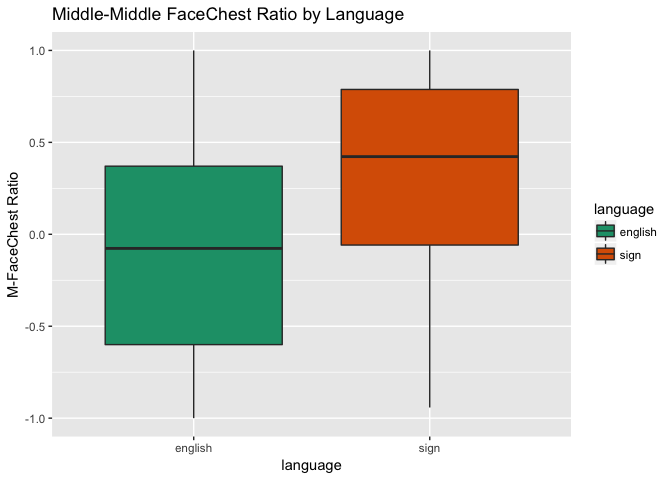 Middle-Middle FaceChest Ratio by Language
M-FaceChest Ratio
1.0
0.5
0.0
-0.5
-1.0
english
sign
language
language
english
sign